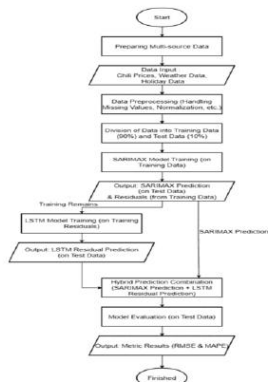 Start
Preparing Multi-source Data
Data Input
Chili Prices, Weather Data,
Holiday Data
Data Preprocessing (Handling
Missing Values, Normalization, etc.)
Division of Data into Training Data
(90%) and Test Data (10%)
SARIMAX Model Training (on
Training Data)
Output: SARIMAX Prediction
(on Test Data)
& Residuals (from Training Data)
Training Remains
LSTM Model Training (on Training
Residuals)
SARIMAX Prediction
Output: LSTM Residual Prediction
(on Test Data)
Hybrid Prediction Combination
(SARIMAX Prediction + LSTM
Residual Prediction)
Model Evaluation (on Test Data)
Output: Metric Results (RMSE & MAPE)
Finished